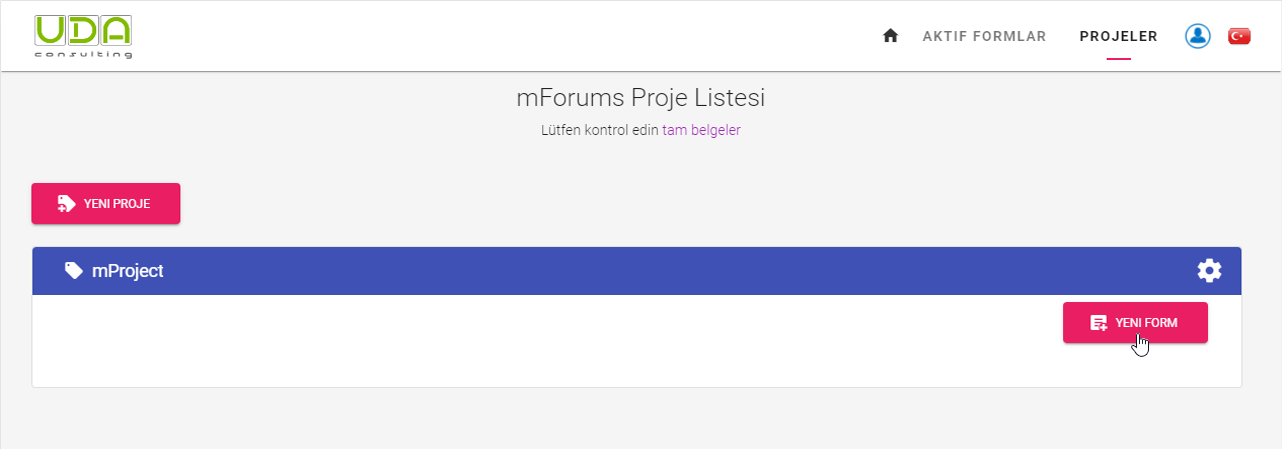 UDA
consulting
AKTIF FORMLAR
PROJELER
mForums Proje Listesi
Lütfen kontrol edin tam belgeler
YENI PROJE
mProject
YENI FORM